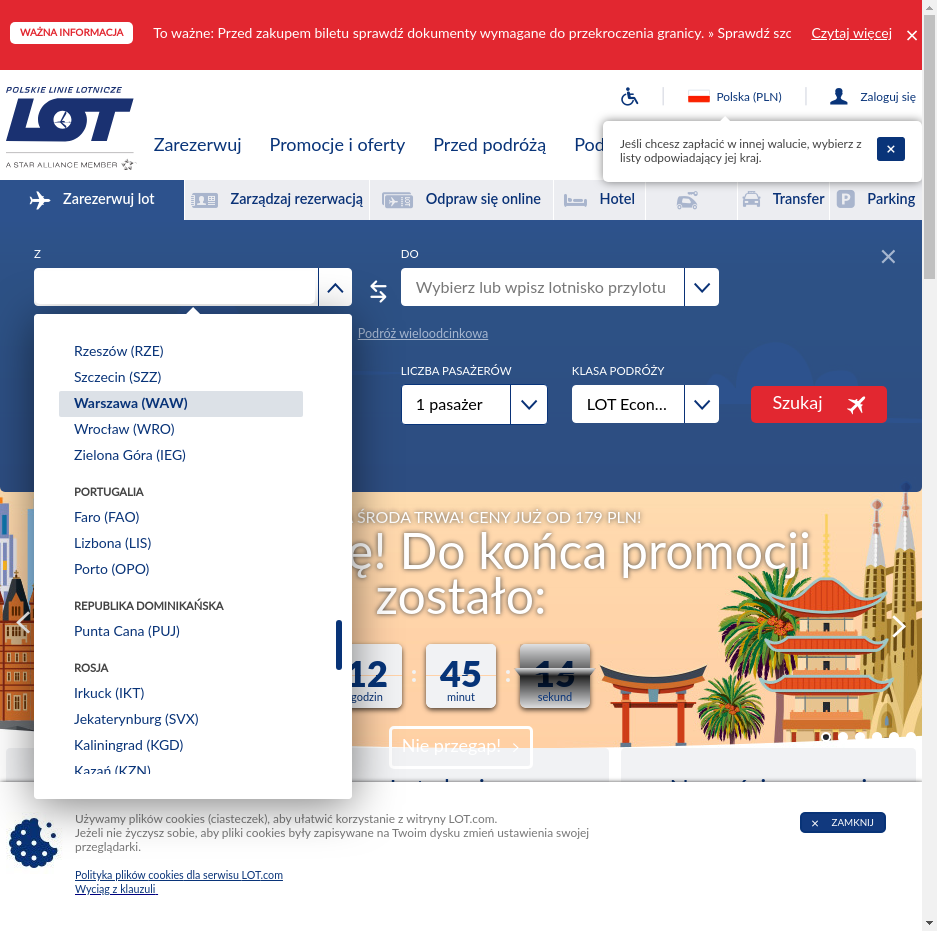 WAŻNA INFORMACJA
To ważne: Przed zakupem biletu sprawdź dokumenty wymagane do przekroczenia granicy. » Sprawdź szc
Czytaj więcej
POLSKIE LINIE LOTNICZE
LOT
A STAR ALLIANCE MEMBER
Polska (PLN)
Zaloguj się
Zarezerwuj
Promocje i oferty
Przed podróżą
Pod
Jeśli chcesz zapłacić w innej walucie, wybierz z
listy odpowiadający jej kraj.
Zarezerwuj lot
Zarządzaj rezerwacją
Odpraw się online
Hotel
Transfer
Parking
Z
DO
Wybierz lub wpisz lotnisko przylotu
Podróż wieloodcinkowa
LICZBA PASAŻERÓW
KLASA PODRÓŻY
1 pasażer
LOT Econ...
Szukaj
Rzeszów (RZE)
Szczecin (SZZ)
Warszawa (WAW)
Wrocław (WRO)
Zielona Góra (IEG)
PORTUGALIA
Faro (FAO)
Lizbona (LIS)
Porto (OPO)
REPUBLIKA DOMINIKAŃSKA
Punta Cana (PUJ)
ROSJA
Irkuck (IKT)
Jekaterynburg (SVX)
Kaliningrad (KGD)
Kazań (KZN)
ŚRODA TRWA! CENY JUŻ OD 179 PLN!
ę! Do końca promocji
zostało:
12 : 45 :
godzin
minut
sekund
Nie przegap!
Używamy plików cookies (ciasteczek), aby ułatwić korzystanie z witryny LOT.com.
Jeżeli nie życzysz sobie, aby pliki cookies były zapisywane na Twoim dysku zmień ustawienia swojej
przeglądarki.
Polityka plików cookies dla serwisu LOT.com
Wyciąg z klauzuli
ZAMKNIJ